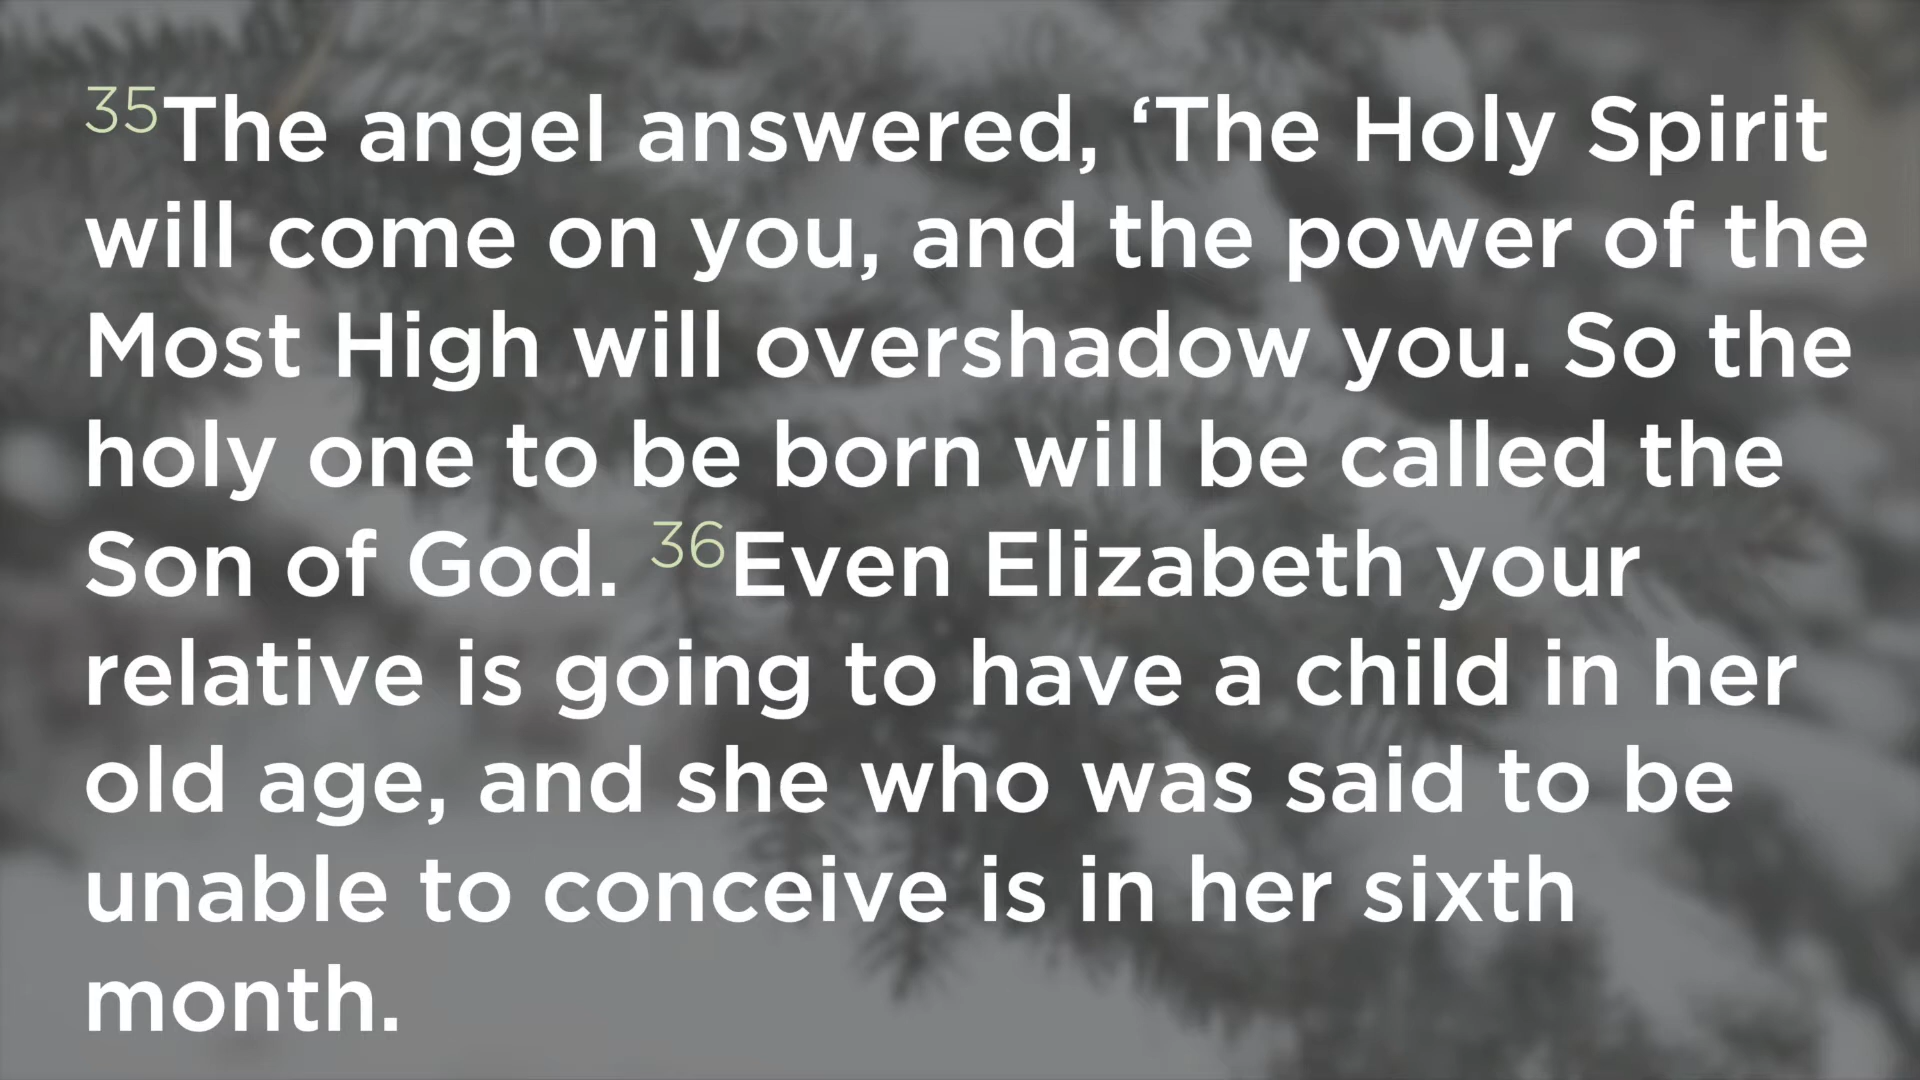 35The angel answered, ‘The Holy Spirit
will come on you, and the power of the
Most High will overshadow you. So the
holy one to be born will be called the
Son of God. 36Even Elizabeth your
relative is going to have a child in her
old age, and she who was said to be
unable to conceive is in her sixth
month.